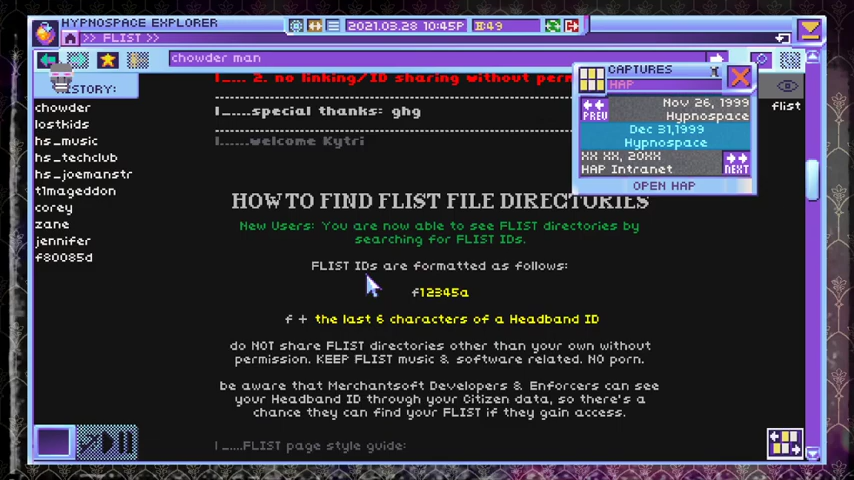 HYPNOSPACE EXPLORER
2021.03.28 10:45P
49
>> FLIST >>
chowder man
HISTORY:
chowder
lostkids
hs_music
hs_techclub
hs_joemanstr
t1mageddon
corey
zane
jennifer
f80085d
I_.... 2. no linking/ID sharing without perm
I_....special thanks: ghg
I_.....welcome Kytri
HOW TO FIND FLIST FILE DIRECTORIES
New Users: You are now able to see FLIST directories by
searching for FLIST IDs.
FLIST IDs are formatted as follows:
f12345a
f + the last 6 characters of a Headband ID
do NOT share FLIST directories other than your own without
permission. KEEP FLIST music & software related. NO porn.
be aware that Merchantsoft Developers & Enforcers can see
your Headband ID through your Citizen data, so there's a
chance they can find your FLIST if they gain access.
I_....FLIST page style guide:
CAPTURES
HAP
PREV
Nov 26, 1999
Hypnospace
Dec 31,1999
Hypnospace
XX XX, 20XX
HAP Intranet
NEXT
OPEN HAP
flist